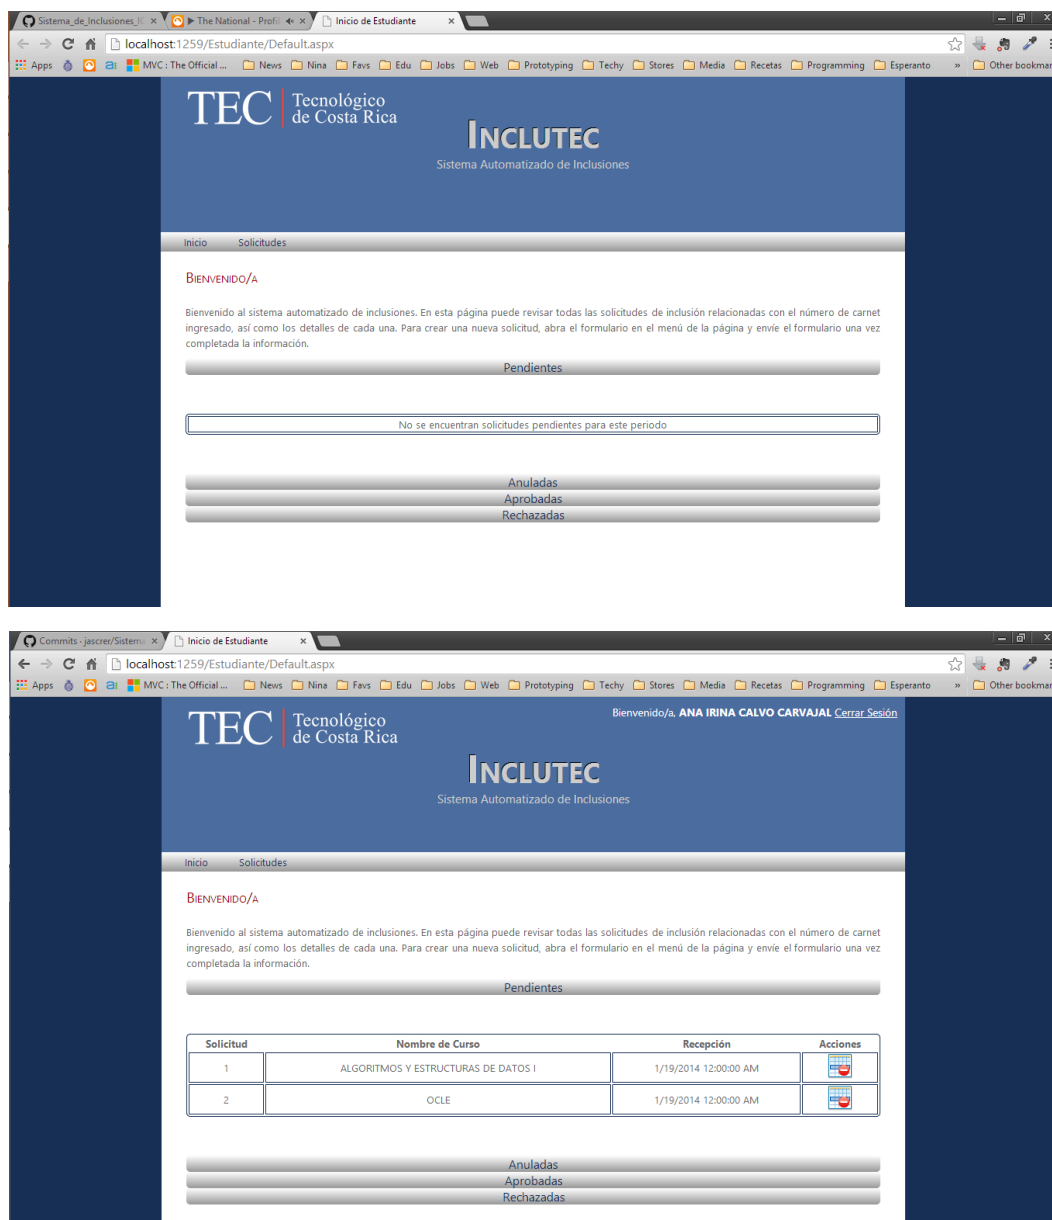 Sistema_de_Inclusiones_IC
The National - Profil
Inicio de Estudiante
localhost:1259/Estudiante/Default.aspx
Apps
MVC : The Official ...
News
Nina
Favs
Edu
Jobs
Web
Prototyping
Techy
Stores
Media
Recetas
Programming
Esperanto
»
Other bookmar
TEC
Tecnológico
de Costa Rica
INCLUTEC
Sistema Automatizado de Inclusiones
Inicio Solicitudes
BIENVENIDO/A
Bienvenido al sistema automatizado de inclusiones. En esta página puede revisar todas las solicitudes de inclusión relacionadas con el número de carnet
ingresado, así como los detalles de cada una. Para crear una nueva solicitud, abra el formulario en el menú de la página y envíe el formulario una vez
completada la información.
Pendientes
No se encuentran solicitudes pendientes para este periodo
Anuladas
Aprobadas
Rechazadas
Commits · jascrer/Sistema
Inicio de Estudiante
localhost:1259/Estudiante/Default.aspx
Apps
MVC : The Official ...
News
Nina
Favs
Edu
Jobs
Web
Prototyping
Techy
Stores
Media
Recetas
Programming
Esperanto
»
Other bookmar
TEC
Tecnológico
de Costa Rica
Bienvenido/a, ANA IRINA CALVO CARVAJAL Cerrar Sesión
INCLUTEC
Sistema Automatizado de Inclusiones
Inicio Solicitudes
BIENVENIDO/A
Bienvenido al sistema automatizado de inclusiones. En esta página puede revisar todas las solicitudes de inclusión relacionadas con el número de carnet
ingresado, así como los detalles de cada una. Para crear una nueva solicitud, abra el formulario en el menú de la página y envíe el formulario una vez
completada la información.
Pendientes
Solicitud Nombre de Curso Recepción Acciones
1 ALGORITMOS Y ESTRUCTURAS DE DATOS I 1/19/2014 12:00:00 AM
2 OCLE 1/19/2014 12:00:00 AM
Anuladas
Aprobadas
Rechazadas